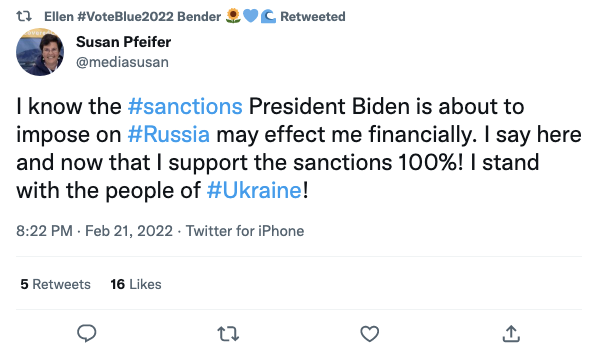 Ellen #VoteBlue2022 Bender 🌻💙🌊 Retweeted
Susan Pfeifer
@mediasusan
I know the #sanctions President Biden is about to
impose on #Russia may effect me financially. I say here
and now that I support the sanctions 100%! I stand
with the people of #Ukraine!
8:22 PM · Feb 21, 2022 · Twitter for iPhone
5 Retweets 16 Likes